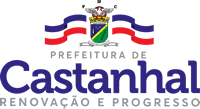 P M C
PREFEITURA DE
Castanhal
RENOVAÇÃO E PROGRESSO